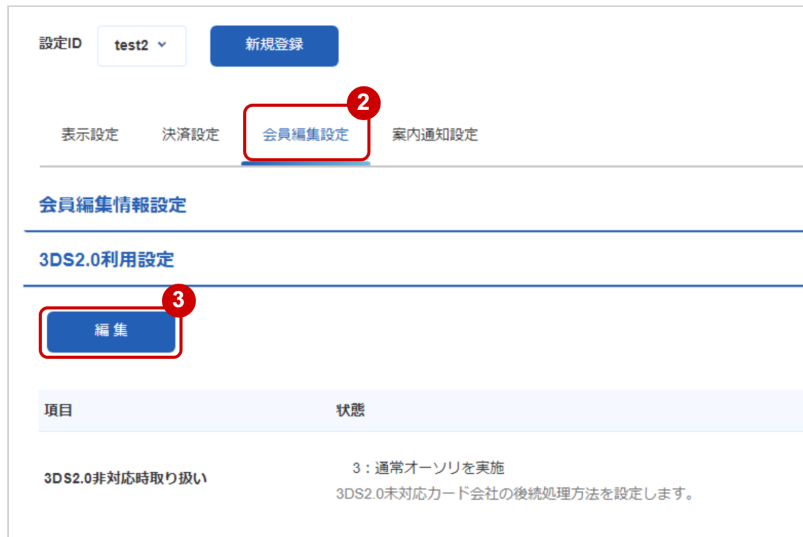 設定ID test2 新規登録
2
表示設定 決済設定 会員編集設定 案内通知設定
会員編集情報設定
3DS2.0利用設定
3
編 集
項目 状態
3：通常オーソリを実施
3DS2.0非対応時取り扱い
3DS2.0未対応カード会社の後続処理方法を設定します。